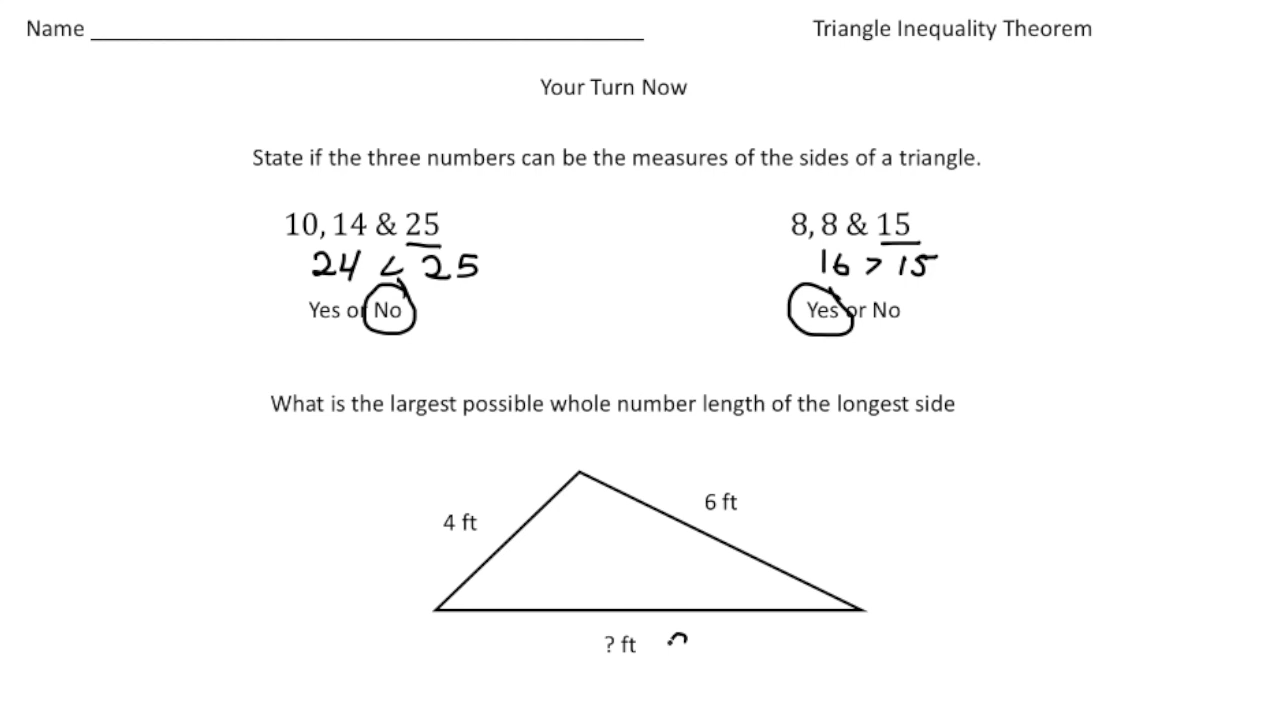 Name Triangle Inequality Theorem
Your Turn Now
State if the three numbers can be the measures of the sides of a triangle.
10, 14 & 25 8, 8 & 15
24 < 25 16 > 15
Yes or No Yes or No
What is the largest possible whole number length of the longest side
4 ft 6 ft
? ft